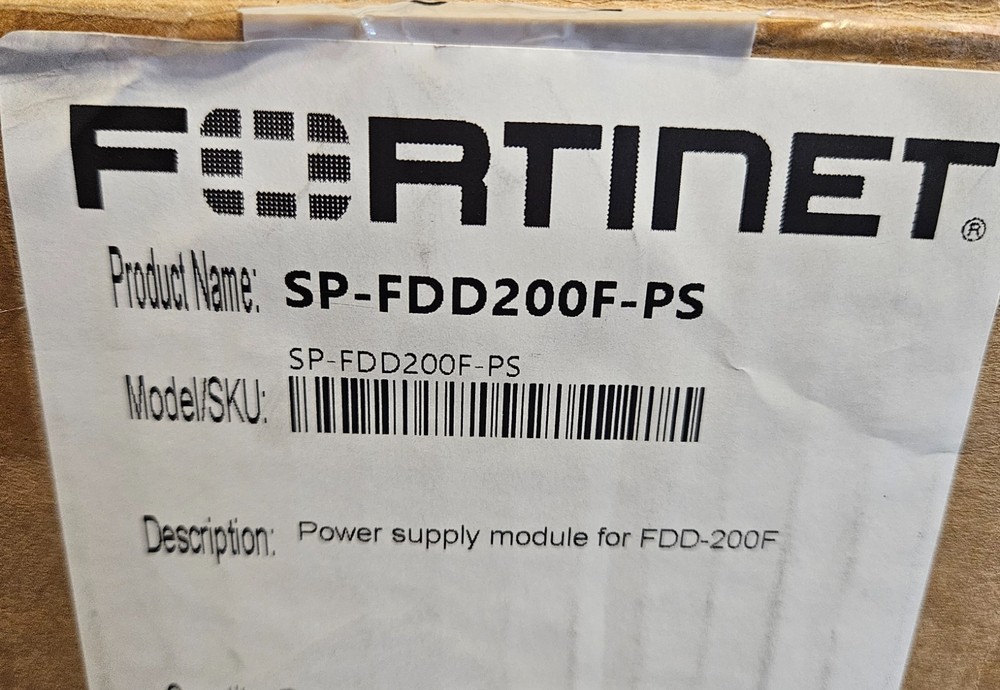 FORTINET®
Product Name: SP-FDD200F-PS
SP-FDD200F-PS
Model/SKU:
Description: Power supply module for FDD-200F